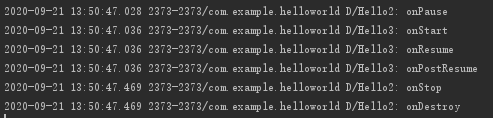 2020-09-21 13:50:47.028 2373-2373/com.example.helloworld D/Hello2: onPause
2020-09-21 13:50:47.036 2373-2373/com.example.helloworld D/Hello3: onStart
2020-09-21 13:50:47.036 2373-2373/com.example.helloworld D/Hello3: onResume
2020-09-21 13:50:47.036 2373-2373/com.example.helloworld D/Hello3: onPostResume
2020-09-21 13:50:47.469 2373-2373/com.example.helloworld D/Hello2: onStop
2020-09-21 13:50:47.469 2373-2373/com.example.helloworld D/Hello2: onDestroy